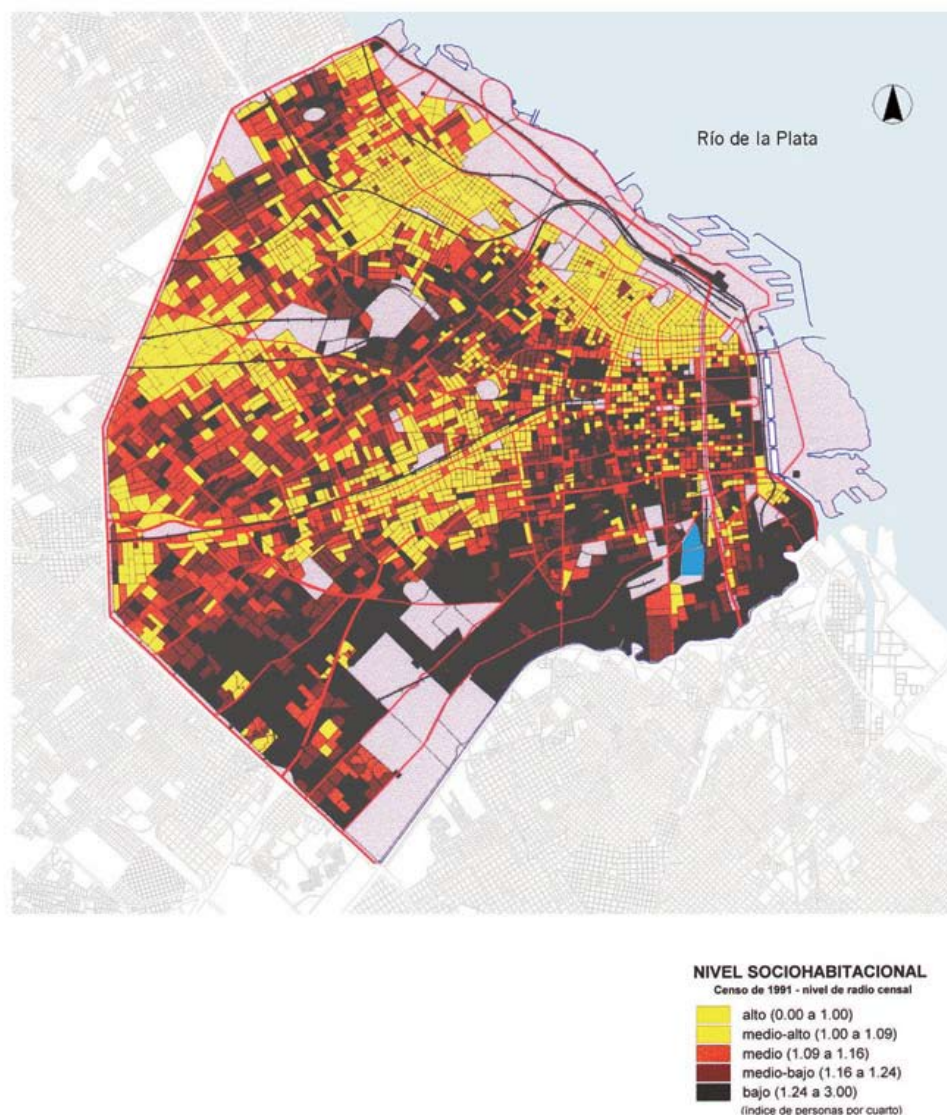 Río de la Plata
NIVEL SOCIOHABITACIONAL
Censo de 1991 - nivel de radio censal
alto (0.00 a 1.00)
medio-alto (1.00 a 1.09)
medio (1.09 a 1.16)
medio-bajo (1.16 a 1.24)
bajo (1.24 a 3.00)
(índice de personas por cuarto)